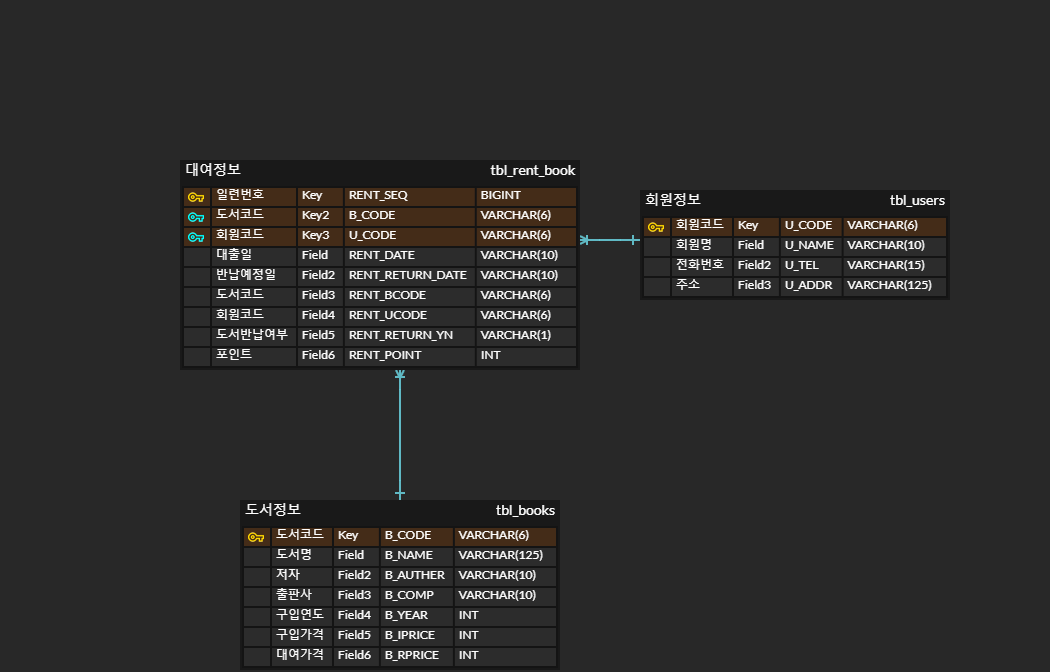 대여정보 tbl_rent_book
일련번호 Key RENT_SEQ BIGINT
도서코드 Key2 B_CODE VARCHAR(6)
회원코드 Key3 U_CODE VARCHAR(6)
대출일 Field RENT_DATE VARCHAR(10)
반납예정일 Field2 RENT_RETURN_DATE VARCHAR(10)
도서코드 Field3 RENT_BCODE VARCHAR(6)
회원코드 Field4 RENT_UCODE VARCHAR(6)
도서반납여부 Field5 RENT_RETURN_YN VARCHAR(1)
포인트 Field6 RENT_POINT INT
회원정보 tbl_users
회원코드 Key U_CODE VARCHAR(6)
회원명 Field U_NAME VARCHAR(10)
전화번호 Field2 U_TEL VARCHAR(15)
주소 Field3 U_ADDR VARCHAR(125)
도서정보 tbl_books
도서코드 Key B_CODE VARCHAR(6)
도서명 Field B_NAME VARCHAR(125)
저자 Field2 B_AUTHER VARCHAR(10)
출판사 Field3 B_COMP VARCHAR(10)
구입연도 Field4 B_YEAR INT
구입가격 Field5 B_IPRICE INT
대여가격 Field6 B_RPRICE INT